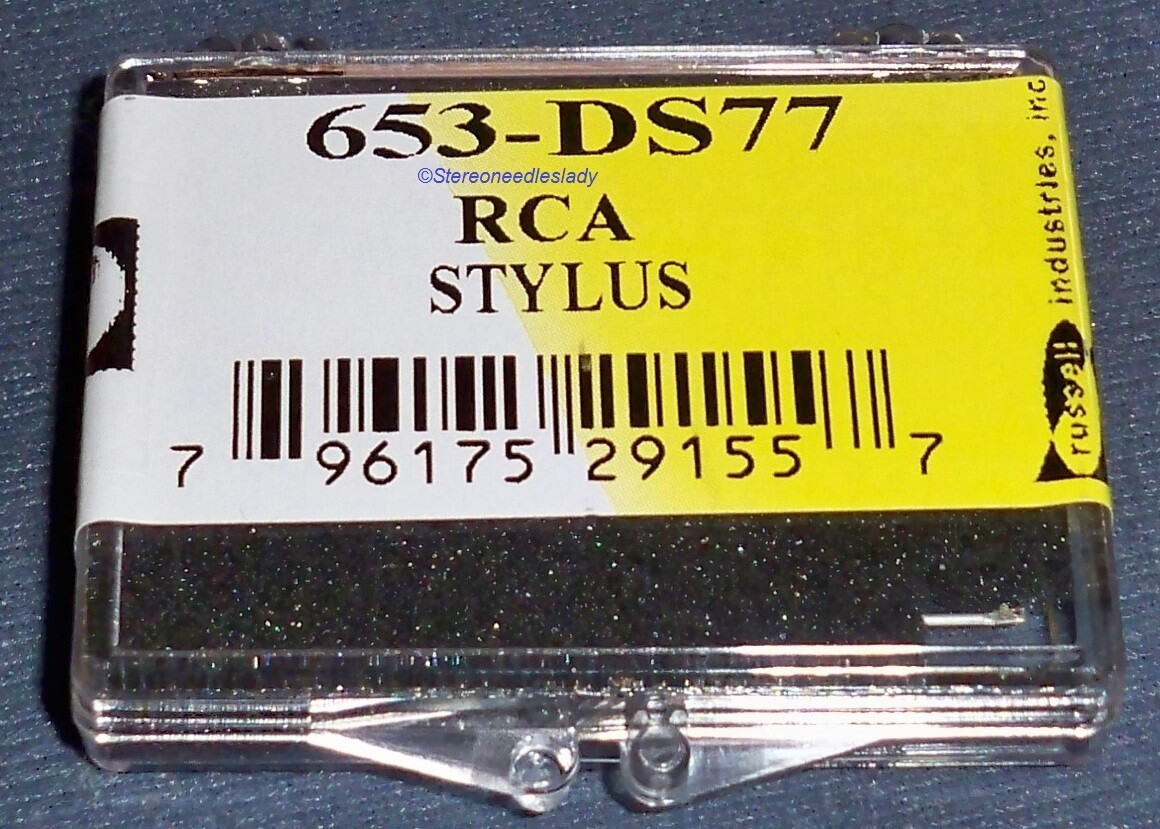 653-DS77
©Stereoneedleslady
RCA
STYLUS
7 96175 29155 7
russell industries, inc